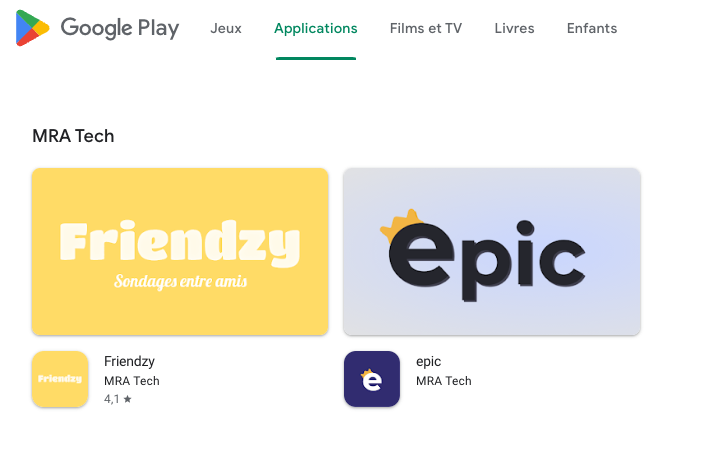 Google Play Jeux Applications Films et TV Livres Enfants
MRA Tech
Friendzy
Sondages entre amis
epic
Friendzy
Friendzy
MRA Tech
4,1 ★
e
epic
MRA Tech